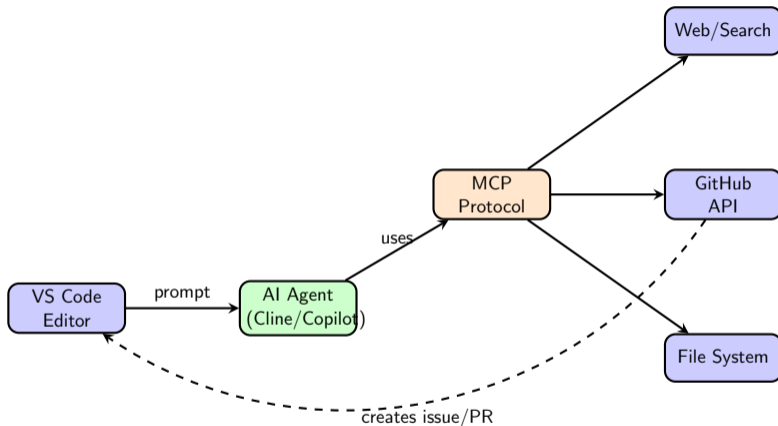 Web/Search
MCP
Protocol
GitHub
API
uses
prompt
VS Code
Editor
AI Agent
(Cline/Copilot)
File System
creates issue/PR